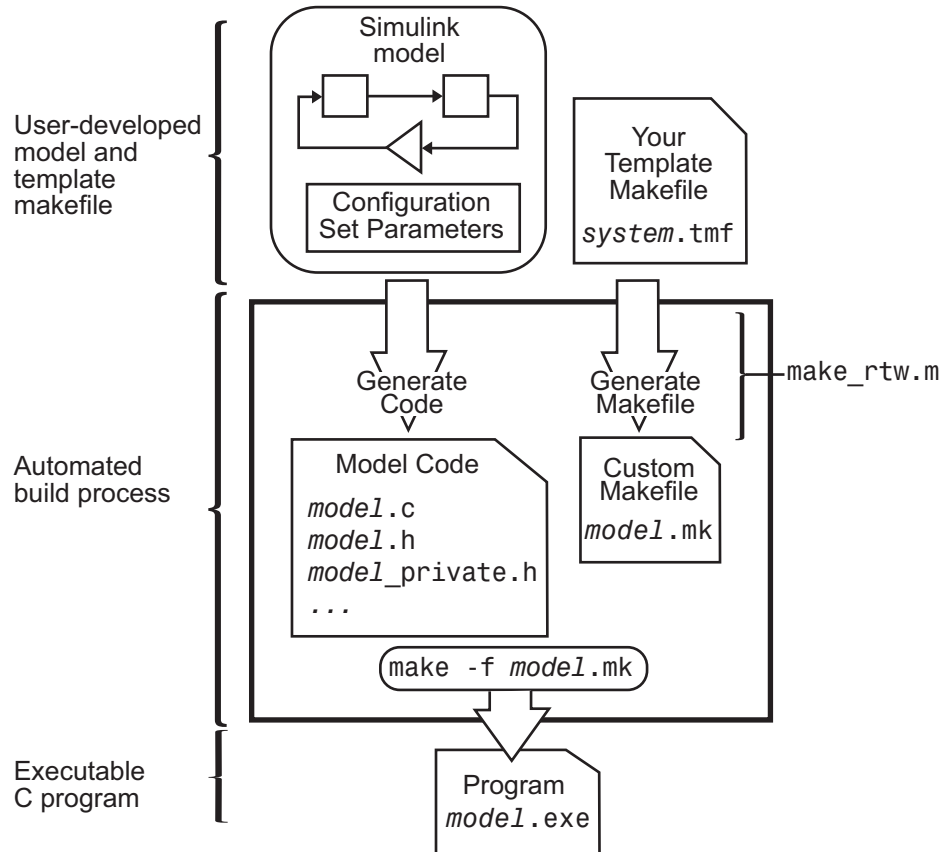 Simulink
model
Configuration
Set Parameters
Your
Template
Makefile
system.tmf
User-developed
model and
template
makefile
Generate
Code
Generate
Makefile
make_rtw.m
Automated
build process
Model Code
model.c
model.h
model_private.h
...
Custom
Makefile
model.mk
make -f model.mk
Executable
C program
Program
model.exe